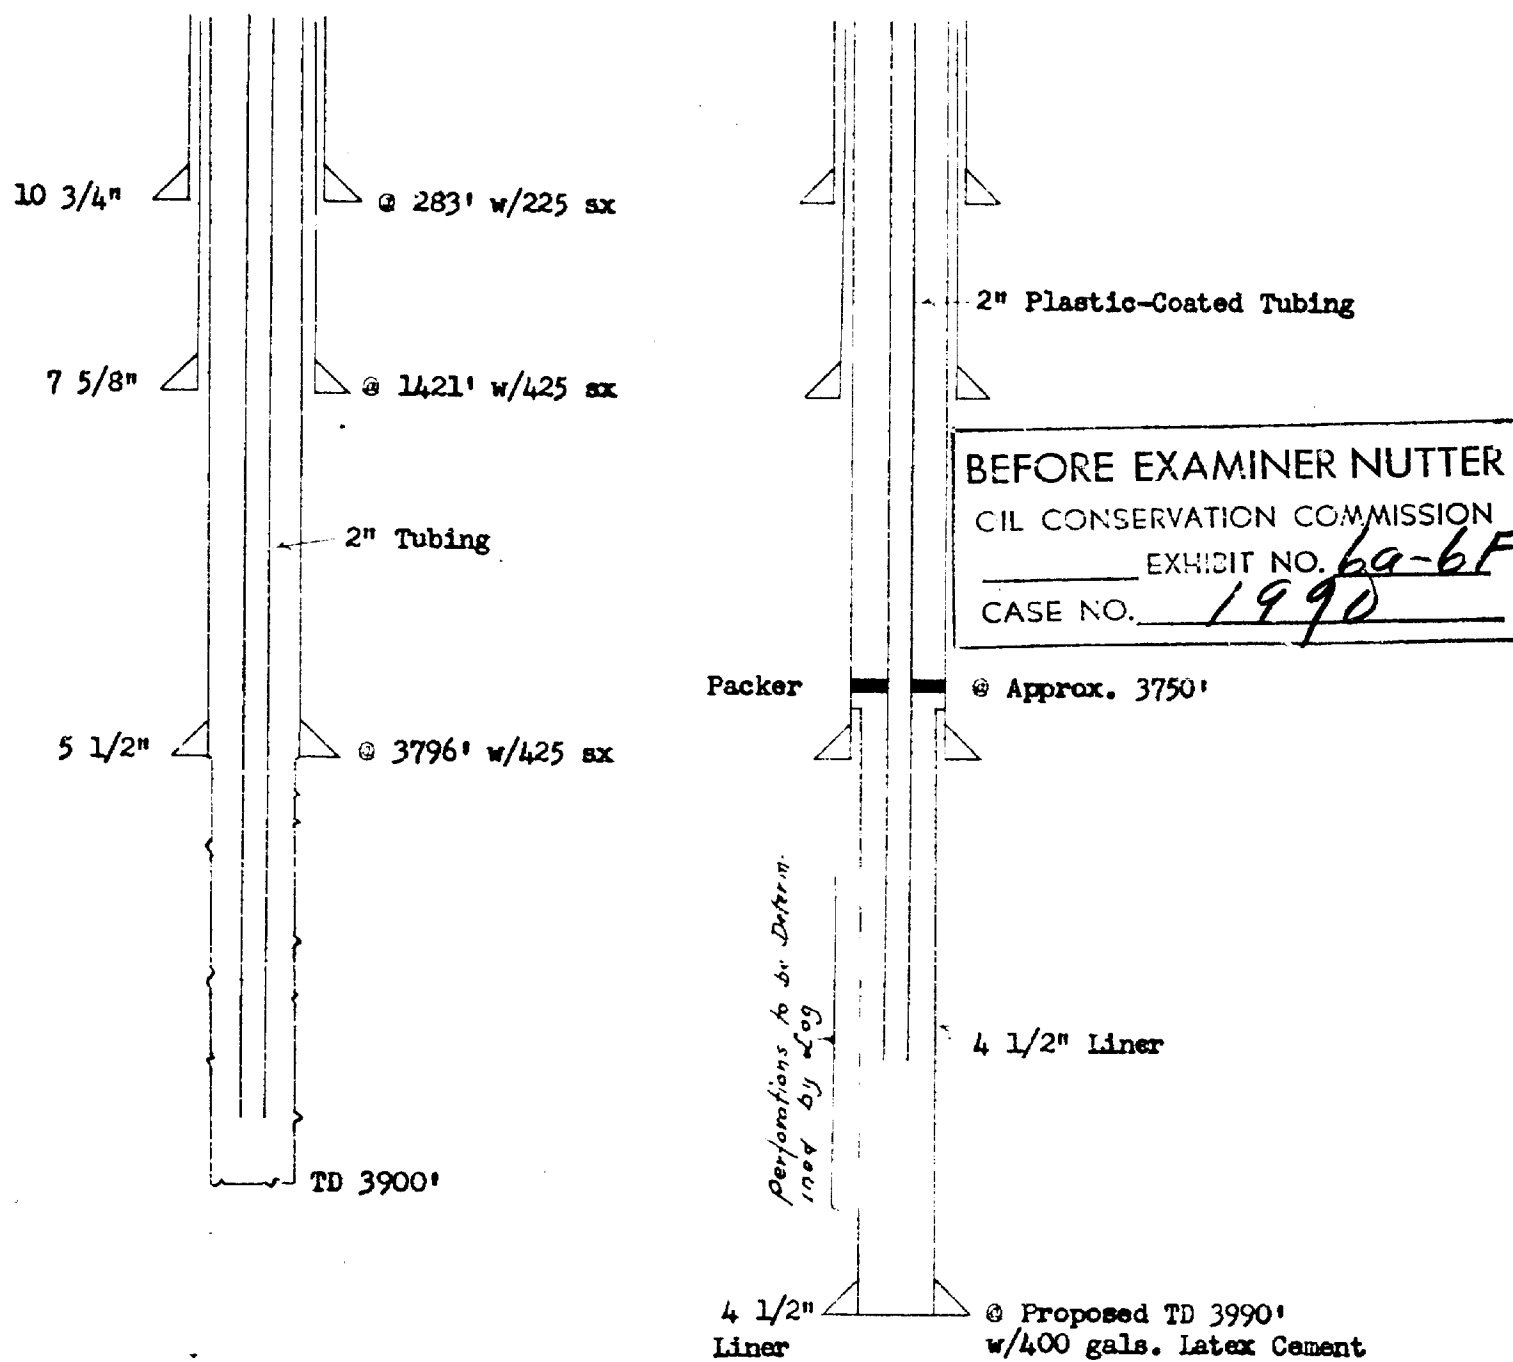 10 3/4"
@ 283' w/225 sx
7 5/8"
@ 1421' w/425 sx
2" Tubing
5 1/2"
@ 3796' w/425 sx
TD 3900'
2" Plastic-Coated Tubing
BEFORE EXAMINER NUTTER
OIL CONSERVATION COMMISSION
EXHIBIT NO. 6a-6F
CASE NO. 1990
Packer
@ Approx. 3750'
Perforations to be Determ-
ined by Log
4 1/2" Liner
4 1/2"
Liner
@ Proposed TD 3990'
w/400 gals. Latex Cement